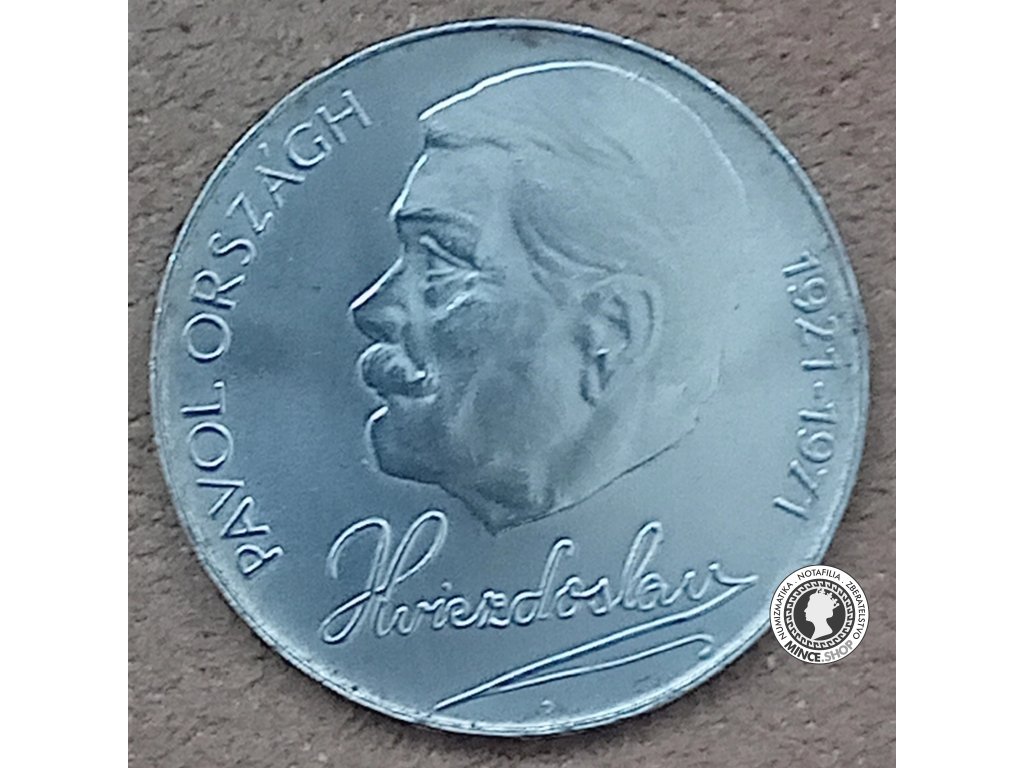 PAVOL ORSZÁGH
1921-1971
Hviezdoslav
NUMIZMATIKA . NOTAFILIA . ZBERATEĽSTVO
MINCE.SHOP